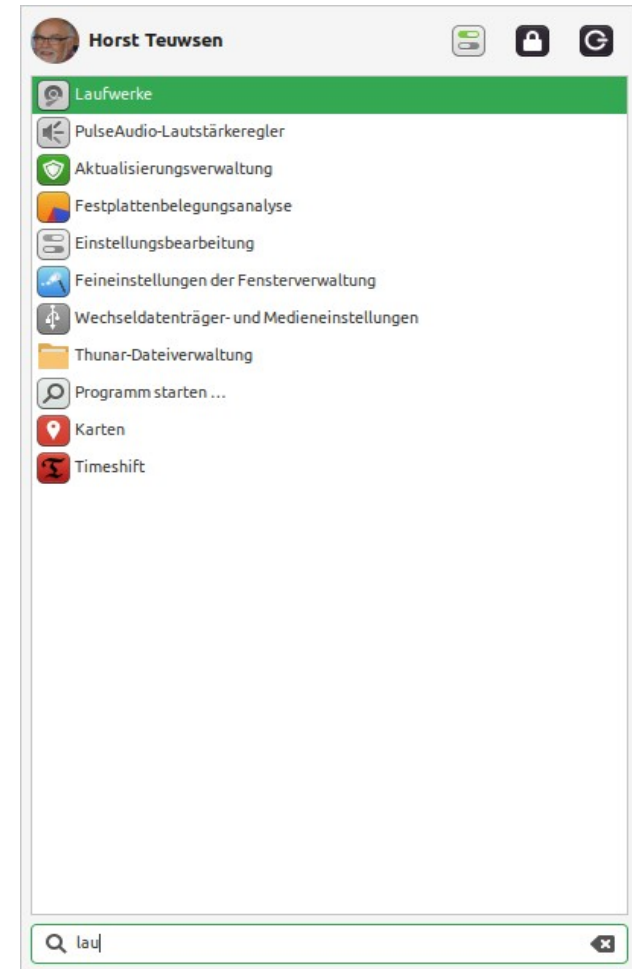 Horst Teuwsen
Laufwerke
PulseAudio-Lautstärkeregler
Aktualisierungsverwaltung
Festplattenbelegungsanalyse
Einstellungsbearbeitung
Feineinstellungen der Fensterverwaltung
Wechseldatenträger- und Medieneinstellungen
Thunar-Dateiverwaltung
Programm starten …
Karten
Timeshift
lau